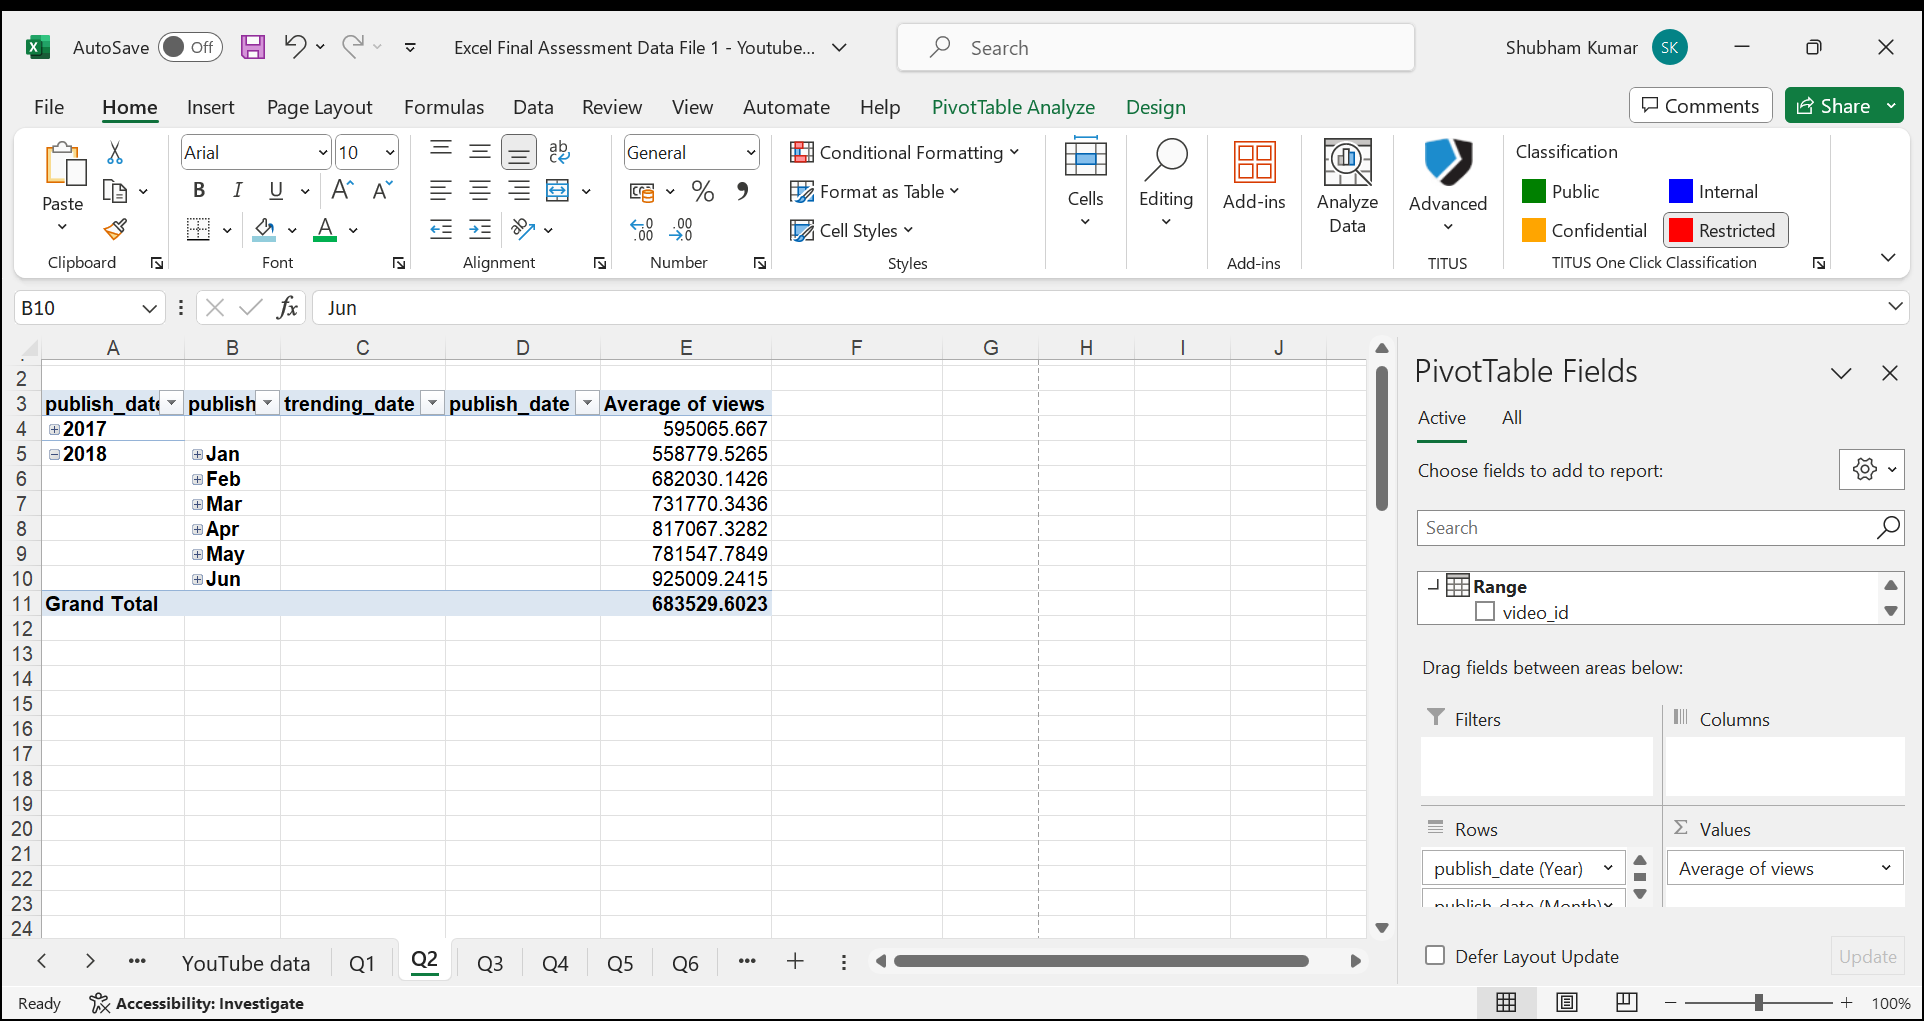 AutoSave Off Excel Final Assessment Data File 1 - Youtube... Search Shubham Kumar SK
File Home Insert Page Layout Formulas Data Review View Automate Help PivotTable Analyze Design Comments Share
Paste
Clipboard
Arial 10
B I U A A
A
Font
ab
c
Alignment
General
% 9
Number
Conditional Formatting
Format as Table
Cell Styles
Styles
Cells
Editing
Add-ins
Add-ins
Analyze
Data
Advanced
TITUS
Classification
Public Internal
Confidential Restricted
TITUS One Click Classification
B10 fx Jun
A B C D E F G H I J
2
3 publish_date publish trending_date publish_date Average of views
4 2017 595065.667
5 2018 Jan 558779.5265
6 Feb 682030.1426
7 Mar 731770.3436
8 Apr 817067.3282
9 May 781547.7849
10 Jun 925009.2415
11 Grand Total 683529.6023
12
13
14
15
16
17
18
19
20
21
22
23
24
PivotTable Fields
Active All
Choose fields to add to report:
Search
Range
video_id
Drag fields between areas below:
Filters Columns
Rows Σ Values
publish_date (Year) Average of views
publish_date (Month)
Defer Layout Update Update
YouTube data Q1 Q2 Q3 Q4 Q5 Q6 ... +
Ready Accessibility: Investigate 100%